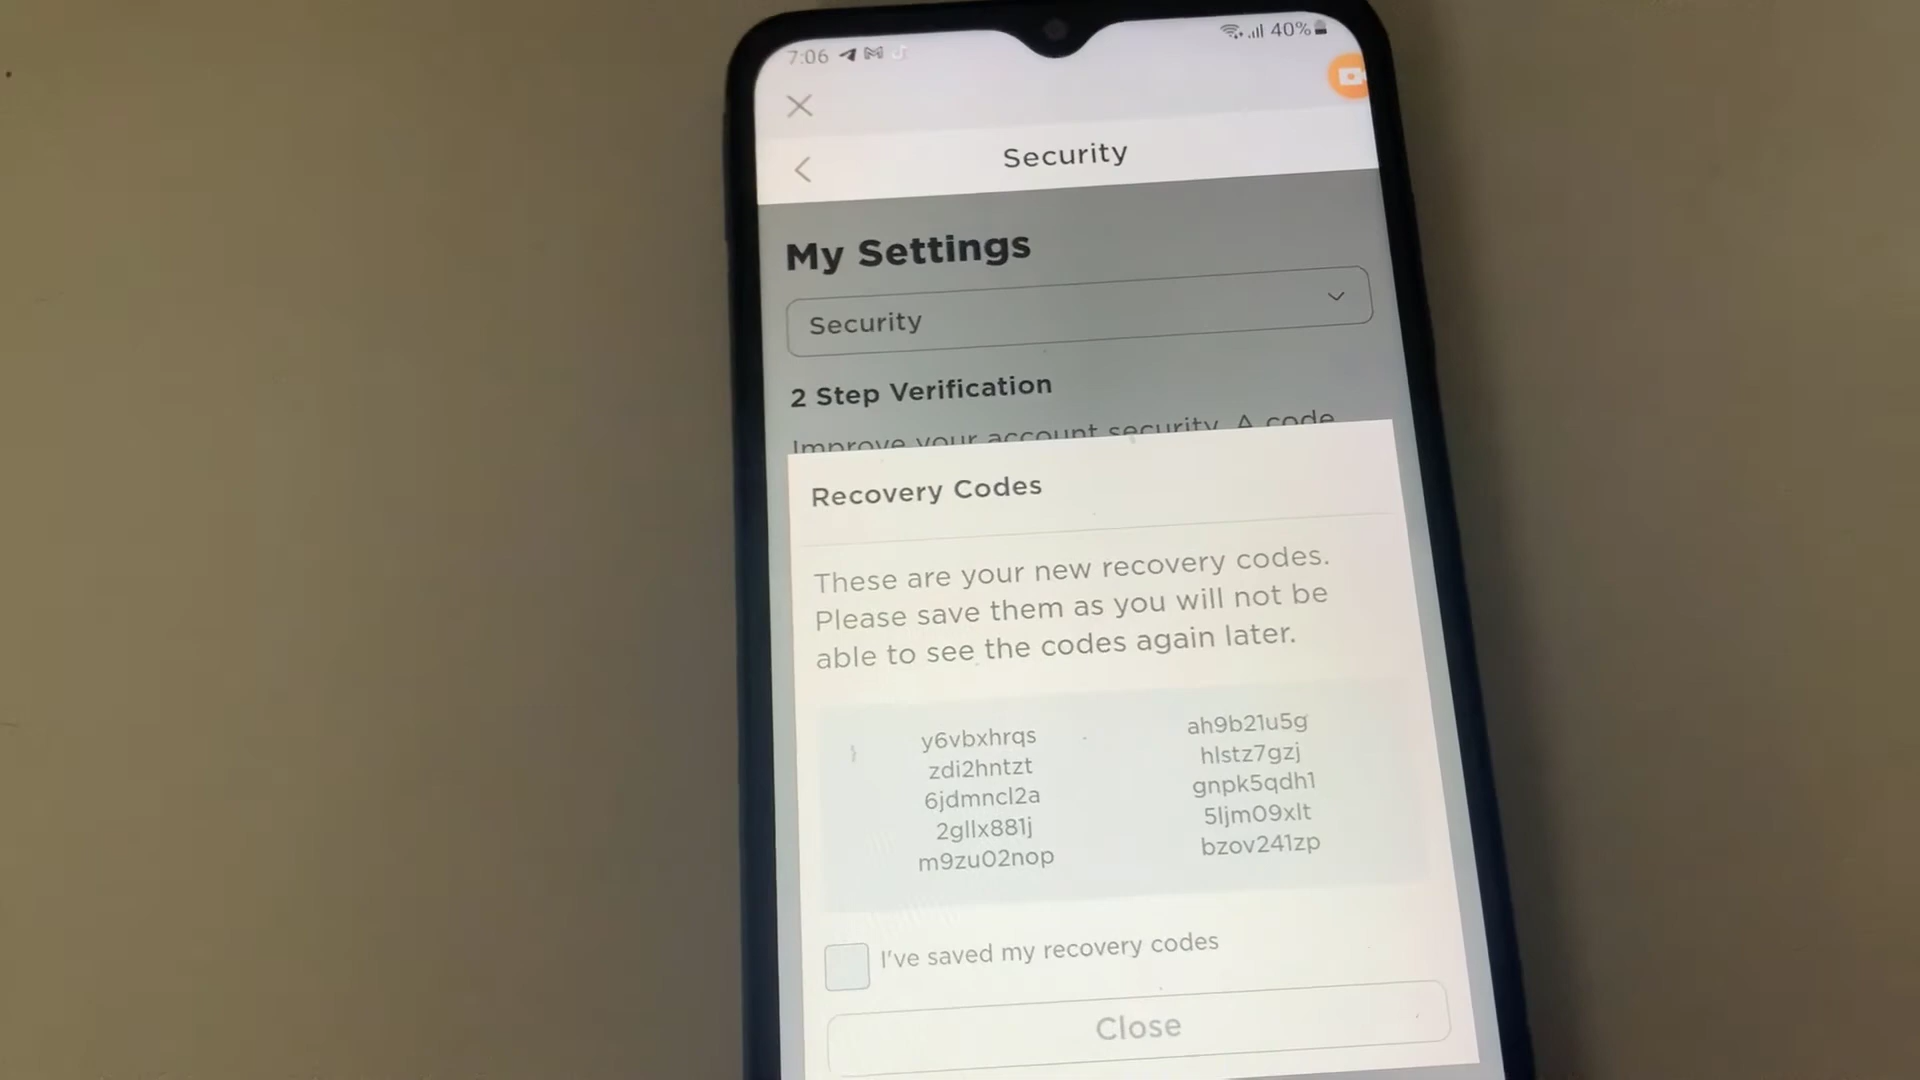 7:06
40%
Security
My Settings
Security
2 Step Verification
Improve your account security. A code
Recovery Codes
These are your new recovery codes.
Please save them as you will not be
able to see the codes again later.
y6vbxhrqs ah9b21u5g
zdi2hntzt hlstz7gzj
6jdmncl2a gnpk5qdh1
2gllx881j 5ljm09xlt
m9zu02nop bzov241zp
I've saved my recovery codes
Close